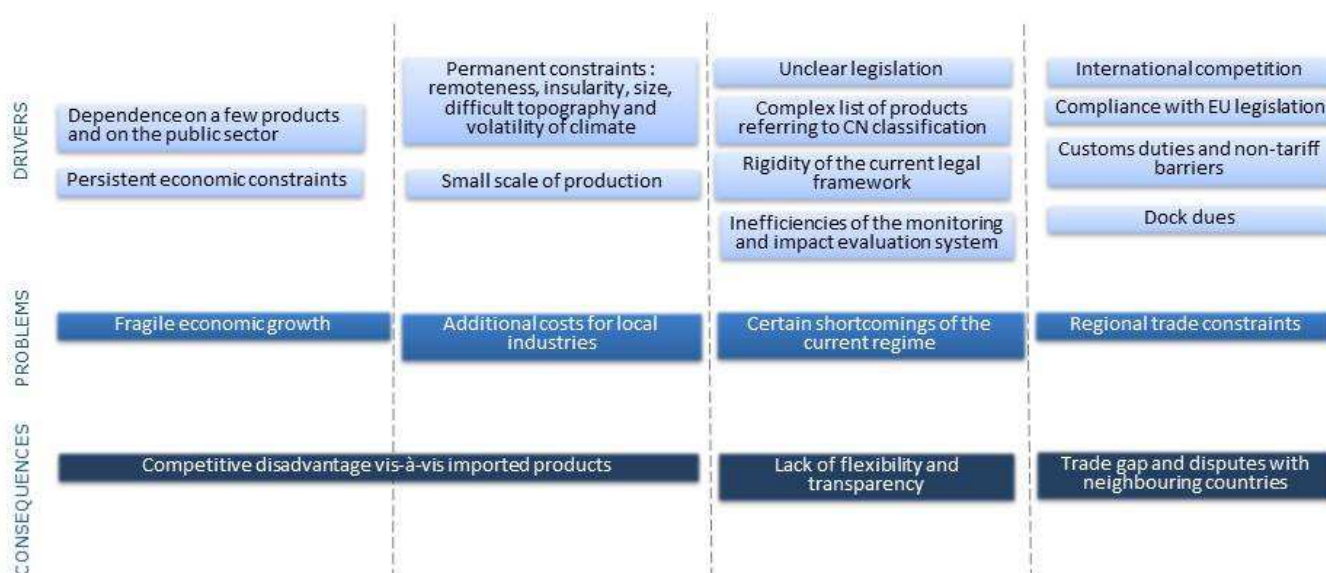 DRIVERS
Dependence on a few products
and on the public sector
Persistent economic constraints
Permanent constraints :
remoteness, insularity, size,
difficult topography and
volatility of climate
Small scale of production
Unclear legislation
Complex list of products
referring to CN classification
Rigidity of the current legal
framework
Inefficiencies of the monitoring
and impact evaluation system
International competition
Compliance with EU legislation
Customs duties and non-tariff
barriers
Dock dues
PROBLEMS
Fragile economic growth
Additional costs for local
industries
Certain shortcomings of the
current regime
Regional trade constraints
CONSEQUENCES
Competitive disadvantage vis-à-vis imported products
Lack of flexibility and
transparency
Trade gap and disputes with
neighbouring countries